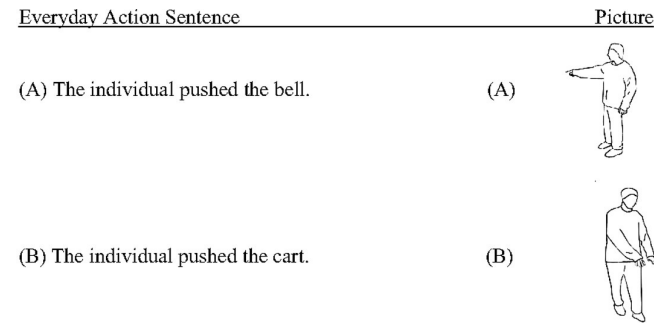 Everyday Action Sentence Picture
(A) The individual pushed the bell. (A)
(B) The individual pushed the cart. (B)